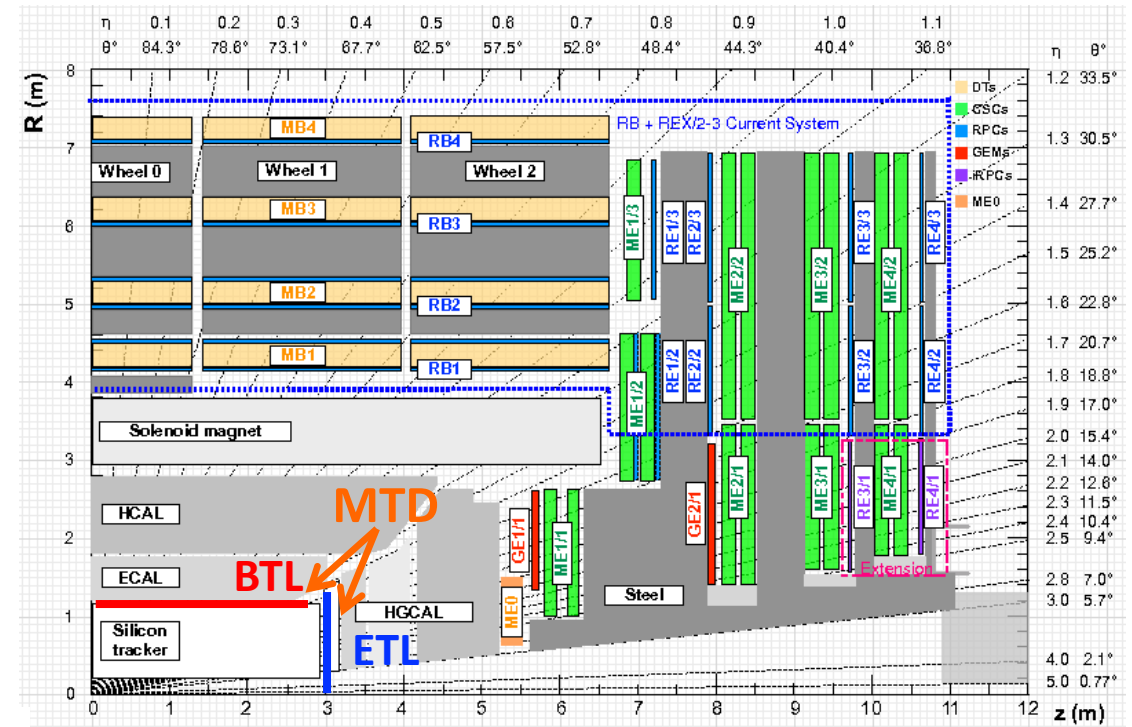 η 0.1 0.2 0.3 0.4 0.5 0.6 0.7 0.8 0.9 1.0 1.1
θ° 84.3° 78.6° 73.1° 67.7° 62.5° 57.5° 52.8° 48.4° 44.3° 40.4° 36.8° η θ°
R (m)
8
1.2 33.5°
DTs
CSCs
RPCs
GEMs
iRPCs
ME0
RB + REX/2-3 Current System
MB4
RB4
7
1.3 30.5°
Wheel 0
Wheel 1
Wheel 2
MB3
RB3
6
1.4 27.7°
ME1/3
RE1/3
RE2/3
ME2/2
ME3/2
RE3/3
ME4/2
RE4/3
1.5 25.2°
MB2
RB2
5
1.6 22.8°
MB1
RB1
1.7 20.7°
4
1.8 18.8°
ME1/2
RE1/2
RE2/2
RE3/2
RE4/2
1.9 17.0°
Solenoid magnet
2.0 15.4°
3
2.1 14.0°
2.2 12.8°
2.3 11.5°
2.4 10.4°
2.5 9.4°
HCAL
MTD
GE1/1
ME1/1
GE2/1
ME2/1
ME3/1
RE3/1
ME4/1
RE4/1
2
Extension
ECAL
BTL
2.8 7.0°
HGCAL
ME0
Steel
3.0 5.7°
1
Silicon
tracker
ETL
4.0 2.1°
5.0 0.77°
0
0 1 2 3 4 5 6 7 8 9 10 11 12
z (m)